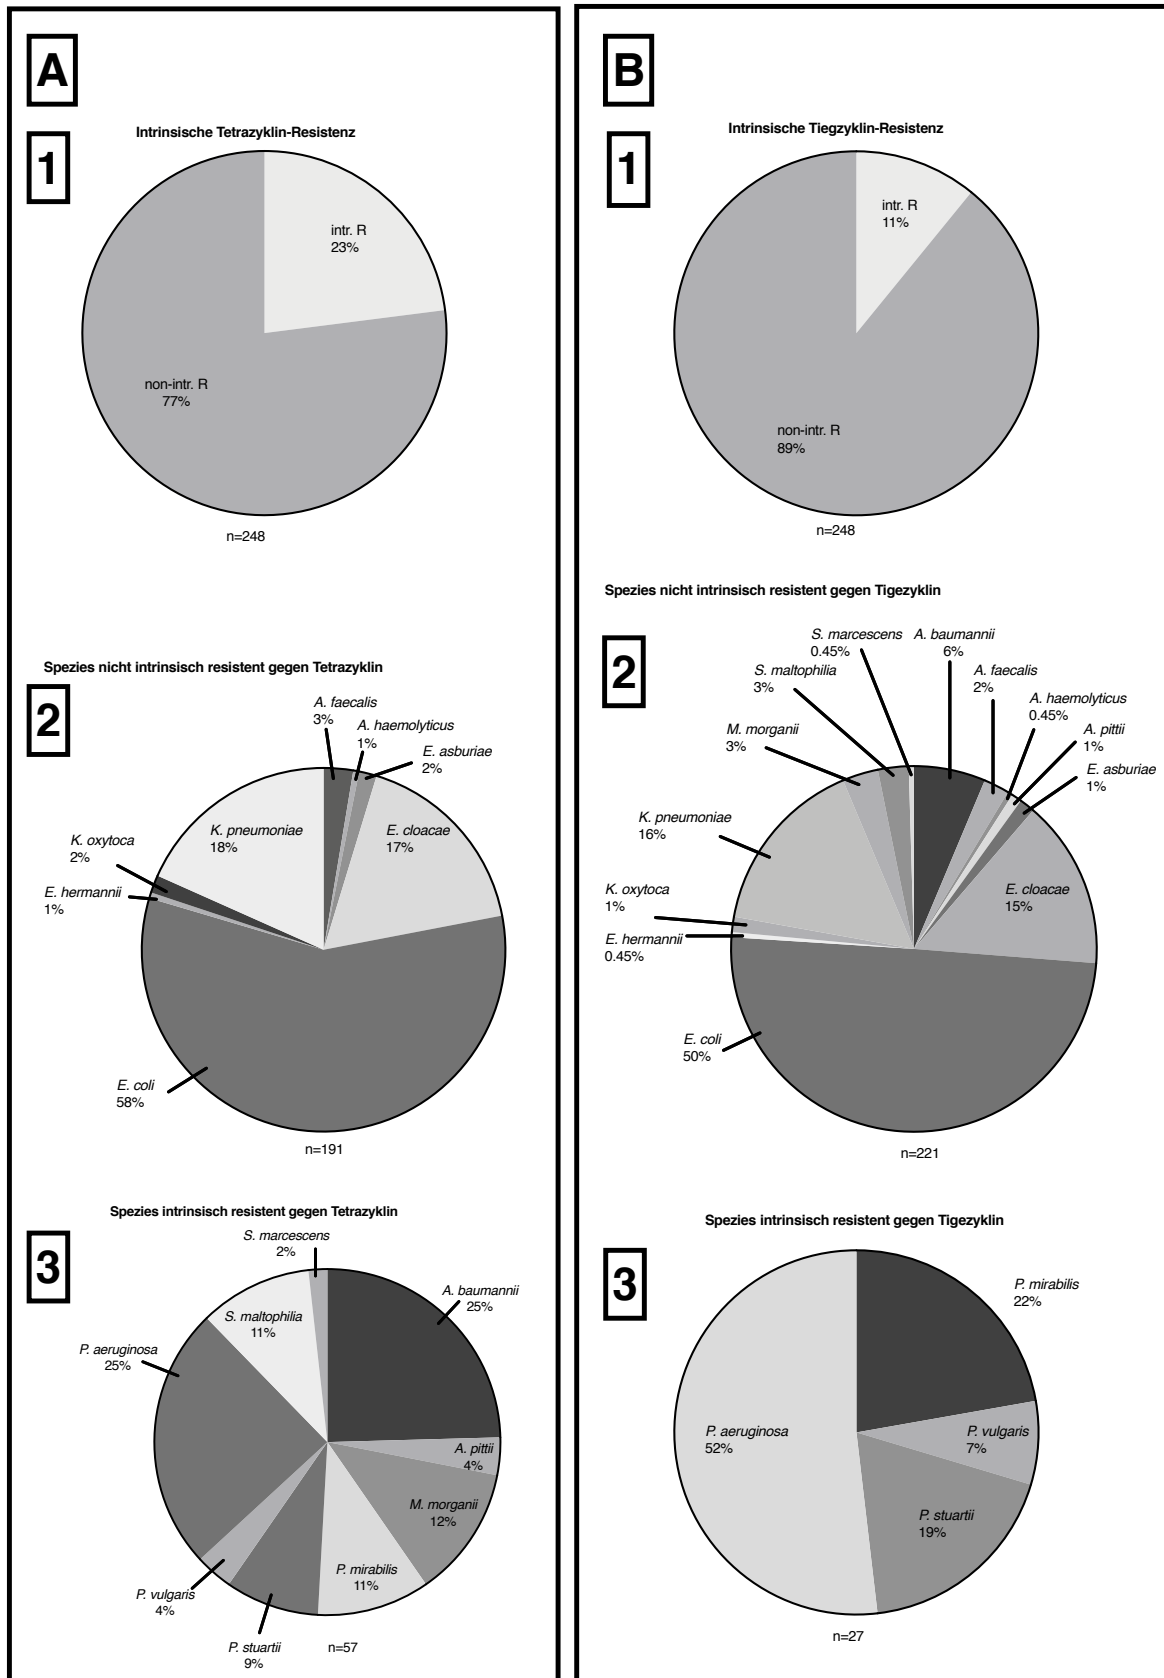 A
1
Intrinsische Tetrazyklin-Resistenz
intr. R
23%
non-intr. R
77%
n=248
Spezies nicht intrinsisch resistent gegen Tetrazyklin
2
A. faecalis
3%
A. haemolyticus
1%
E. asburiae
2%
E. cloacae
17%
K. pneumoniae
18%
K. oxytoca
2%
E. hermannii
1%
E. coli
58%
n=191
Spezies intrinsisch resistent gegen Tetrazyklin
3
S. marcescens
2%
A. baumannii
25%
S. maltophilia
11%
P. aeruginosa
25%
A. pittii
4%
M. morganii
12%
P. mirabilis
11%
P. vulgaris
4%
P. stuartii
9%
n=57
B
1
Intrinsische Tiegzyklin-Resistenz
intr. R
11%
non-intr. R
89%
n=248
Spezies nicht intrinsisch resistent gegen Tigezyklin
2
S. marcescens
0.45%
A. baumannii
6%
S. maltophilia
3%
A. faecalis
2%
A. haemolyticus
0.45%
M. morganii
3%
A. pittii
1%
E. asburiae
1%
K. pneumoniae
16%
E. cloacae
15%
K. oxytoca
1%
E. hermannii
0.45%
E. coli
50%
n=221
Spezies intrinsisch resistent gegen Tigezyklin
3
P. mirabilis
22%
P. aeruginosa
52%
P. vulgaris
7%
P. stuartii
19%
n=27